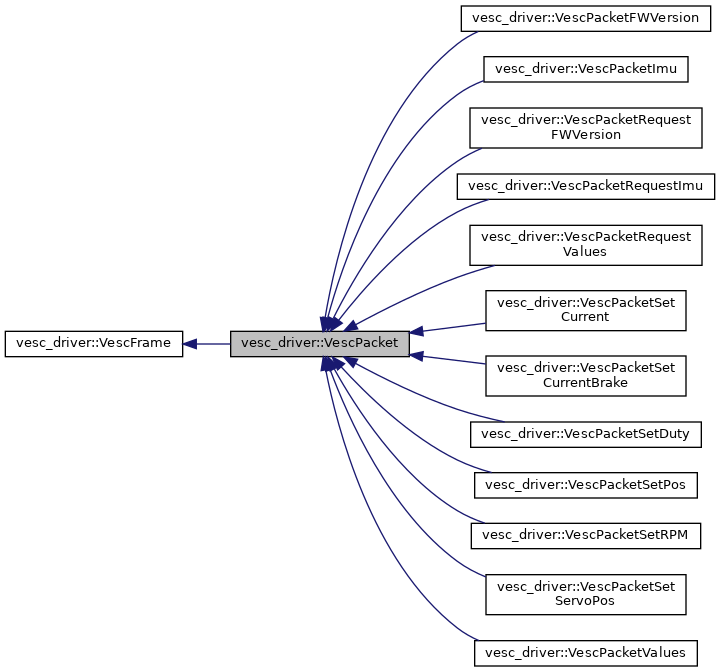 vesc_driver::VescPacketFWVersion
vesc_driver::VescPacketImu
vesc_driver::VescPacketRequest
FWVersion
vesc_driver::VescPacketRequestImu
vesc_driver::VescPacketRequest
Values
vesc_driver::VescPacketSet
Current
vesc_driver::VescFrame
vesc_driver::VescPacket
vesc_driver::VescPacketSet
CurrentBrake
vesc_driver::VescPacketSetDuty
vesc_driver::VescPacketSetPos
vesc_driver::VescPacketSetRPM
vesc_driver::VescPacketSet
ServoPos
vesc_driver::VescPacketValues